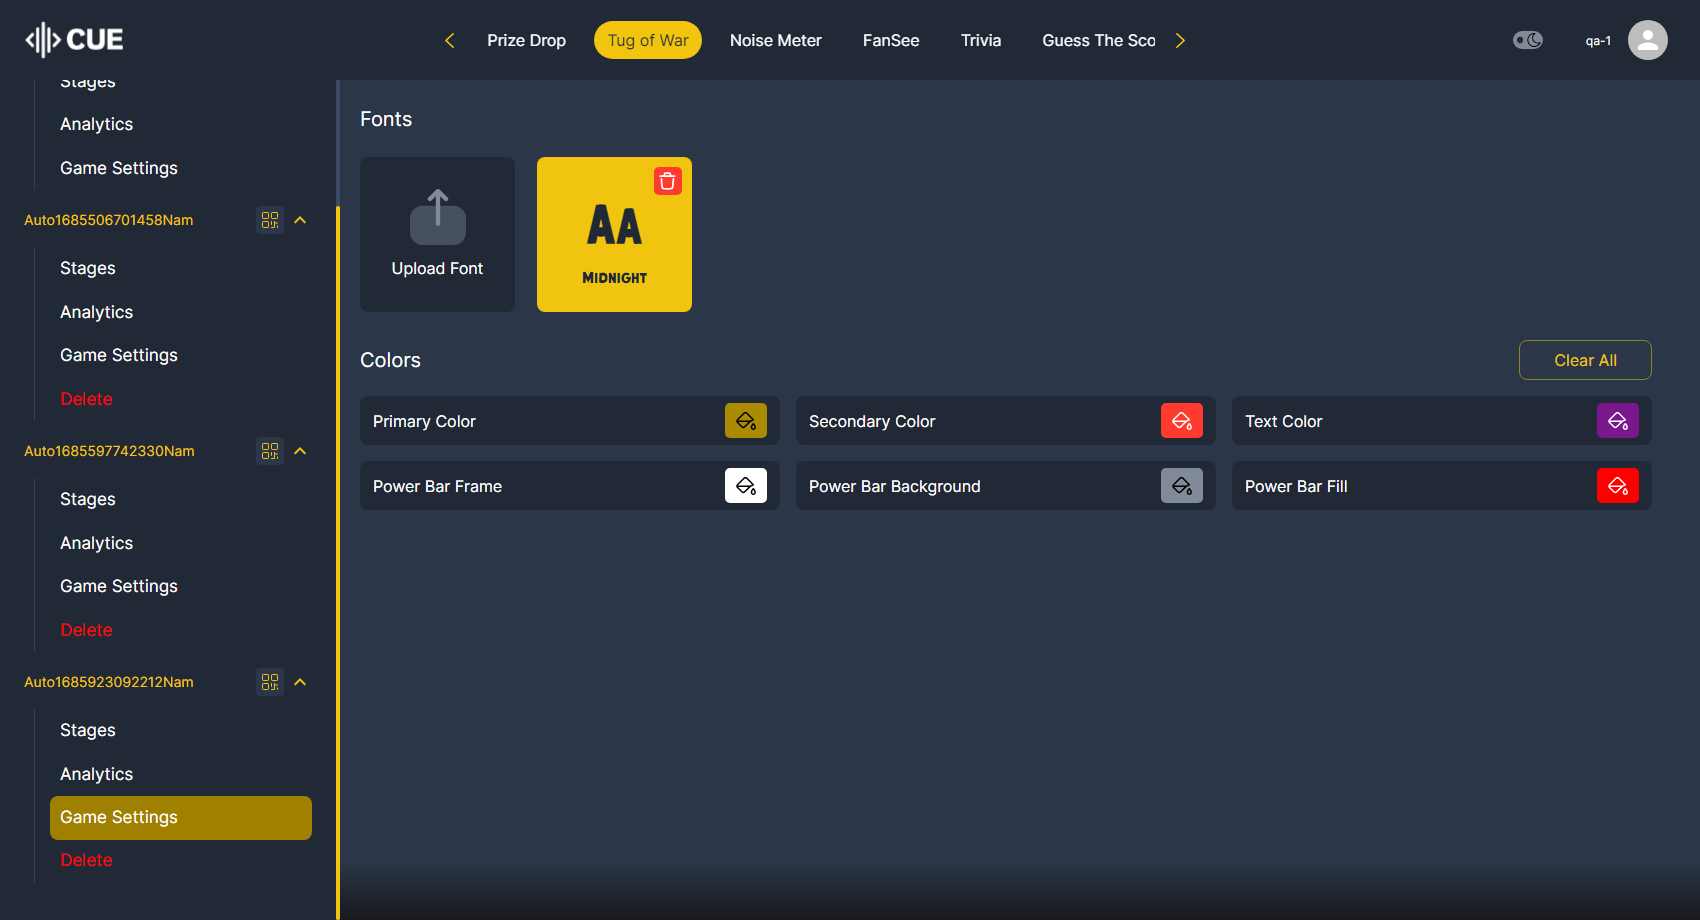 CUE
Prize Drop
Tug of War
Noise Meter
FanSee
Trivia
Guess The Sco
qa-1
Stages
Analytics
Game Settings
Auto1685506701458Nam
Stages
Analytics
Game Settings
Delete
Auto1685597742330Nam
Stages
Analytics
Game Settings
Delete
Auto1685923092212Nam
Stages
Analytics
Game Settings
Delete
Fonts
Upload Font
AA
MIDNIGHT
Colors
Clear All
Primary Color
Secondary Color
Text Color
Power Bar Frame
Power Bar Background
Power Bar Fill